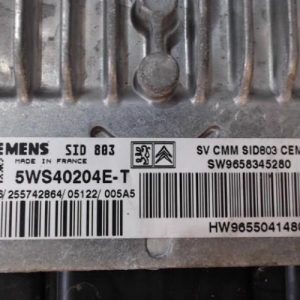 EMENS SID 803
MADE IN FRANCE
5WS40204E-T
/255742864/05122/005A5
SV CMM SID803 CEM
SW9658345280
HW9655041480